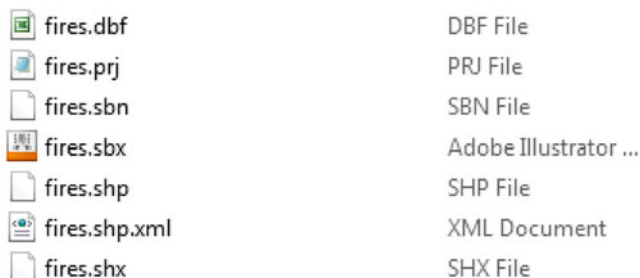 fires.dbf DBF File
fires.prj PRJ File
fires.sbn SBN File
fires.sbx Adobe Illustrator ...
fires.shp SHP File
fires.shp.xml XML Document
fires.shx SHX File